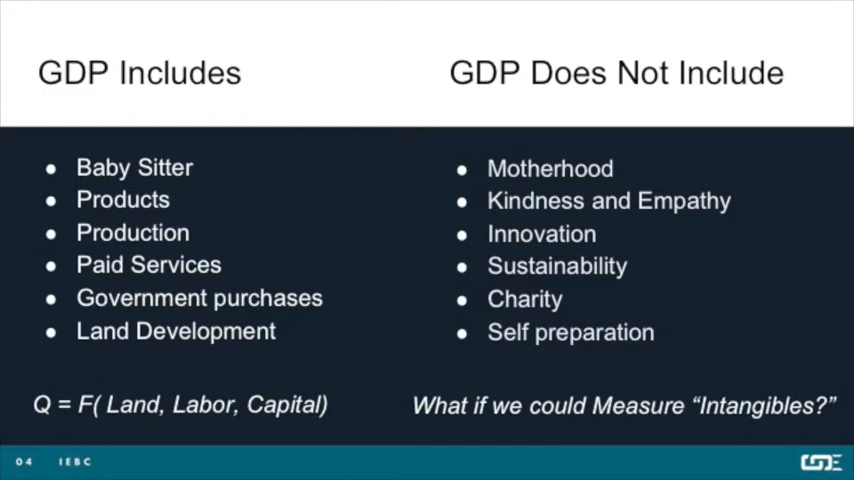 GDP Includes
GDP Does Not Include
● Baby Sitter
● Products
● Production
● Paid Services
● Government purchases
● Land Development
● Motherhood
● Kindness and Empathy
● Innovation
● Sustainability
● Charity
● Self preparation
Q = F( Land, Labor, Capital)
What if we could Measure “Intangibles?”
04 IEBC